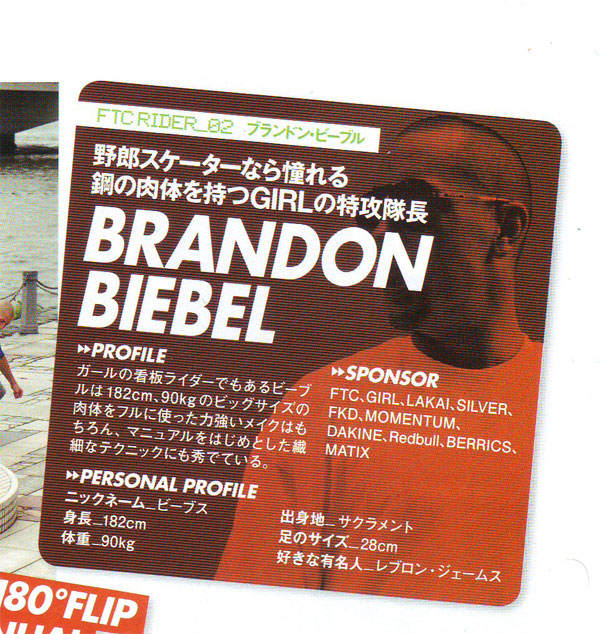 FTC RIDER_02 ブランドン・ビーブル
野郎スケーターなら憧れる
鋼の肉体を持つGIRLの特攻隊長
BRANDON
BIEBEL
PROFILE
ガールの看板ライダーでもあるビーブ
ルは182cm、90kgのビッグサイズの
肉体をフルに使った力強いメイクはも
ちろん、マニュアルをはじめとした繊
細なテクニックにも秀でている。
SPONSOR
FTC、GIRL、LAKAI、SILVER、
FKD、MOMENTUM、
DAKINE、Redbull、BERRICS、
MATIX
PERSONAL PROFILE
ニックネーム_ビーブス
身長_182cm
体重_90kg
出身地_サクラメント
足のサイズ_28cm
好きな有名人_レブロン・ジェームス
180°FLIP